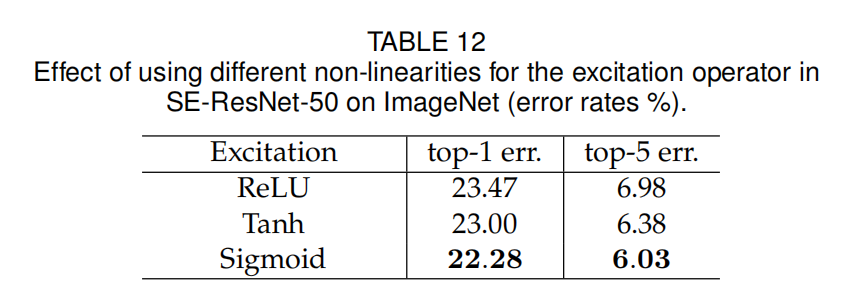 TABLE 12
Effect of using different non-linearities for the excitation operator in
SE-ResNet-50 on ImageNet (error rates %).
Excitation top-1 err. top-5 err.
ReLU 23.47 6.98
Tanh 23.00 6.38
Sigmoid 22.28 6.03